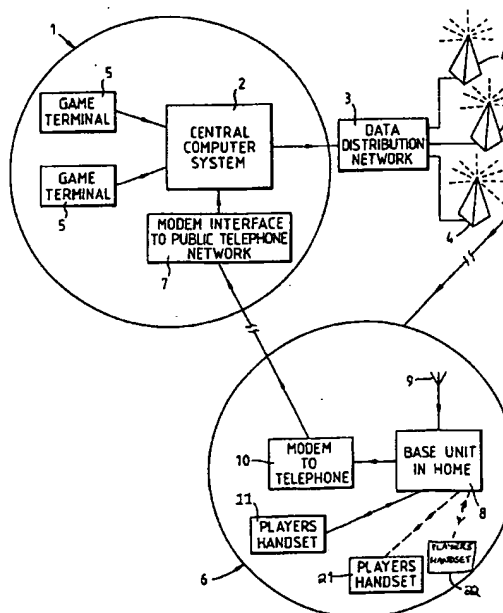 1
5
GAME
TERMINAL
2
CENTRAL
COMPUTER
SYSTEM
GAME
TERMINAL
5
MODEM INTERFACE
TO PUBLIC TELEPHONE
NETWORK
7
3
DATA
DISTRIBUTION
NETWORK
4
9
MODEM
TO
TELEPHONE
10
BASE UNIT
IN HOME
8
PLAYERS
HANDSET
6
PLAYERS
HANDSET
21
PLAYERS
HANDSET
22